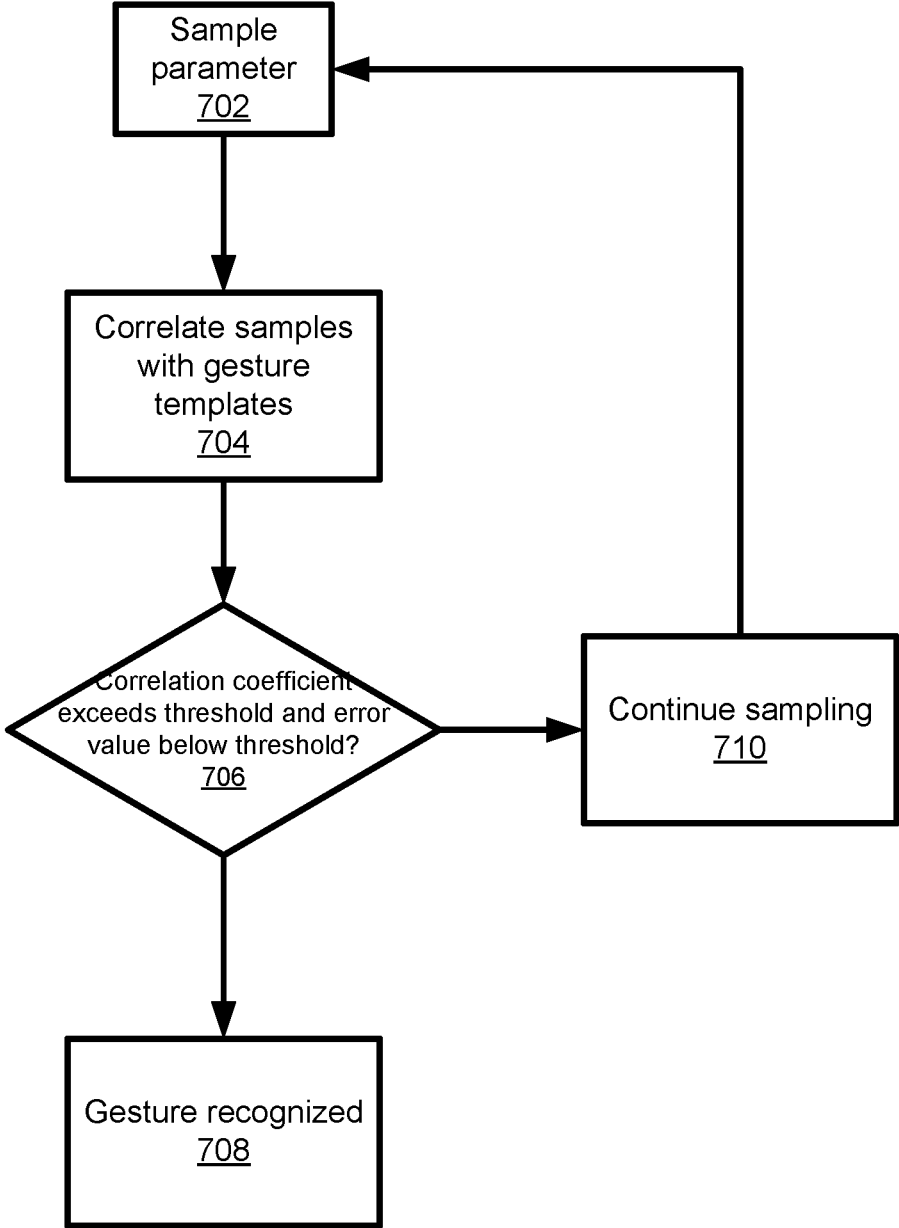 Sample
parameter
702
Correlate samples
with gesture
templates
704
Correlation coefficient
exceeds threshold and error
value below threshold?
706
Continue sampling
710
Gesture recognized
708